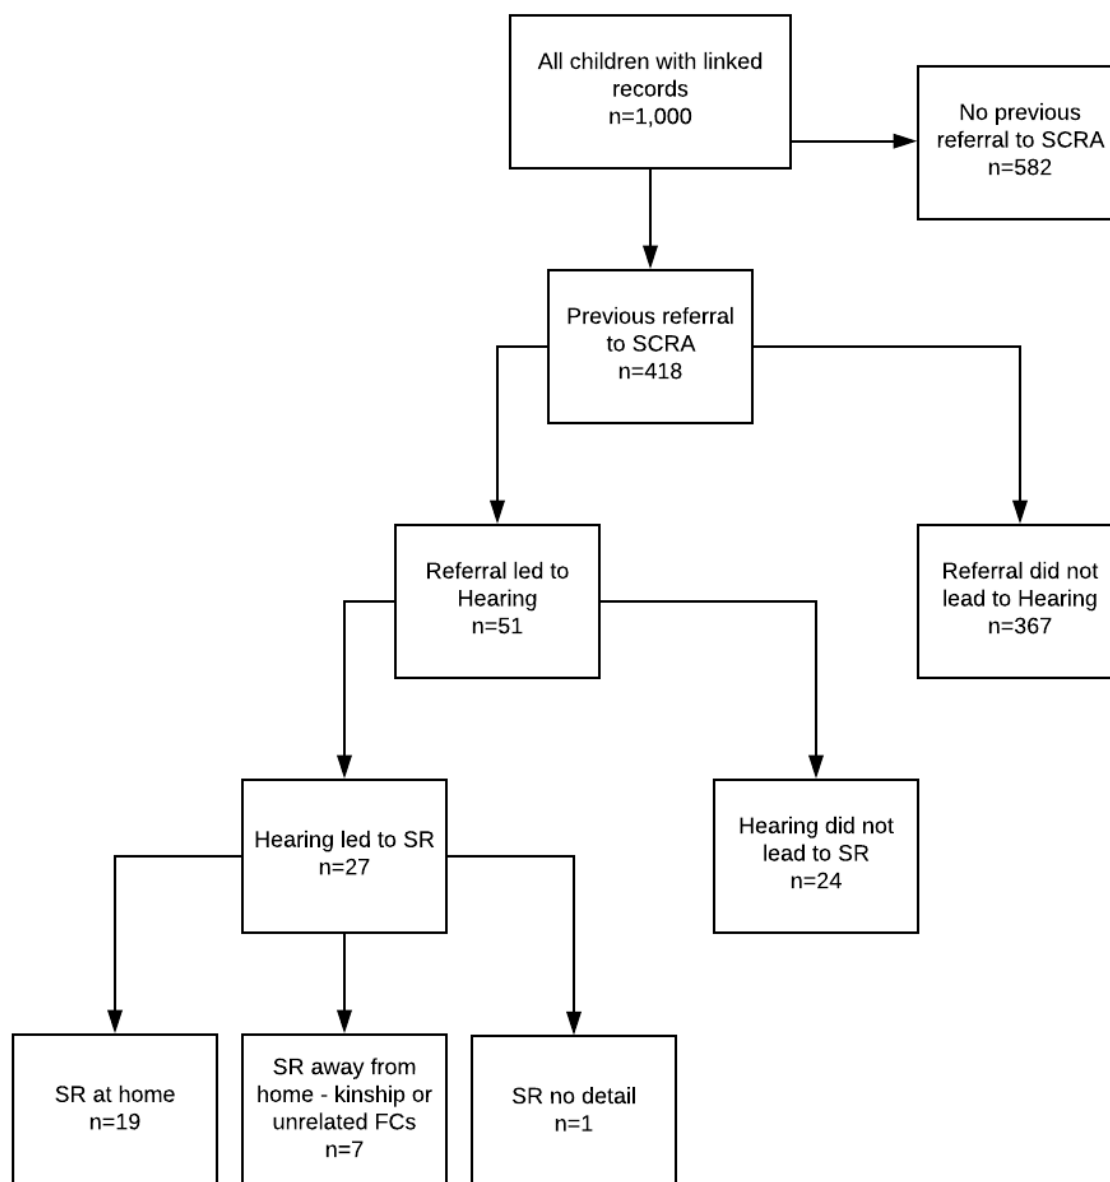 All children with linked
records
n=1,000
No previous
referral to SCRA
n=582
Previous referral
to SCRA
n=418
Referral led to
Hearing
n=51
Referral did not
lead to Hearing
n=367
Hearing led to SR
n=27
Hearing did not
lead to SR
n=24
SR at home
n=19
SR away from
home - kinship or
unrelated FCs
n=7
SR no detail
n=1